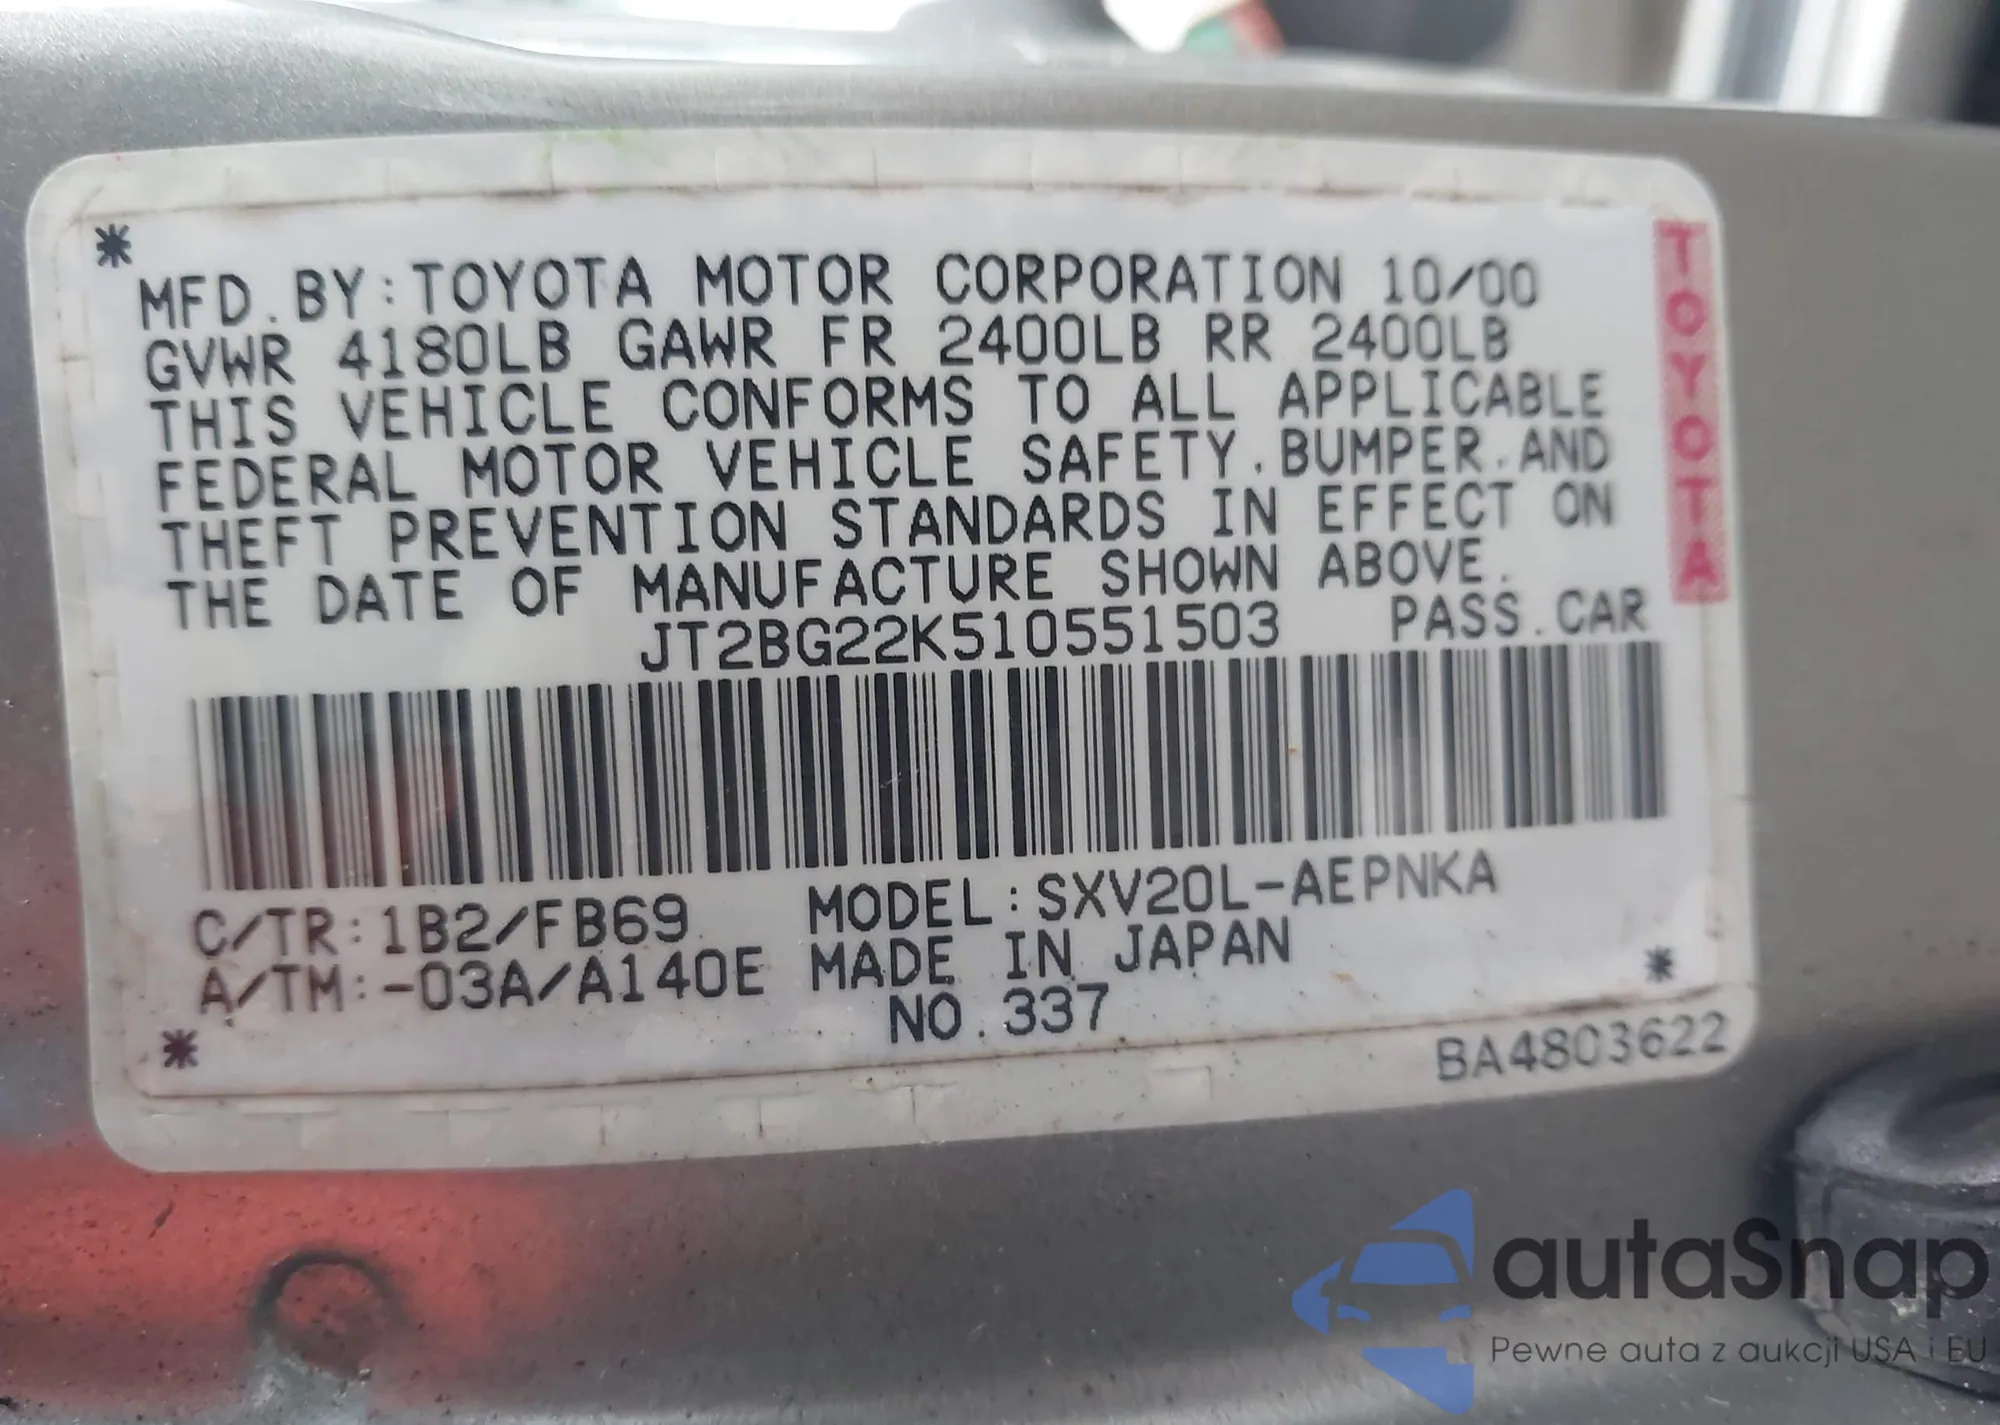 MFD. BY: TOYOTA MOTOR CORPORATION 10/00
GVWR 4180LB GAWR FR 2400LB RR 2400LB
THIS VEHICLE CONFORMS TO ALL APPLICABLE
FEDERAL MOTOR VEHICLE SAFETY, BUMPER, AND
THEFT PREVENTION STANDARDS IN EFFECT ON
THE DATE OF MANUFACTURE SHOWN ABOVE.
JT2BG22K510551503 PASS. CAR
C/TR: 1B2/FB69 MODEL: SXV20L-AEPNKA
A/TM: -03A/A140E MADE IN JAPAN
NO. 337
BA4803622
TOYOTA
autaSnap
Pewne auta z aukcji USA i EU